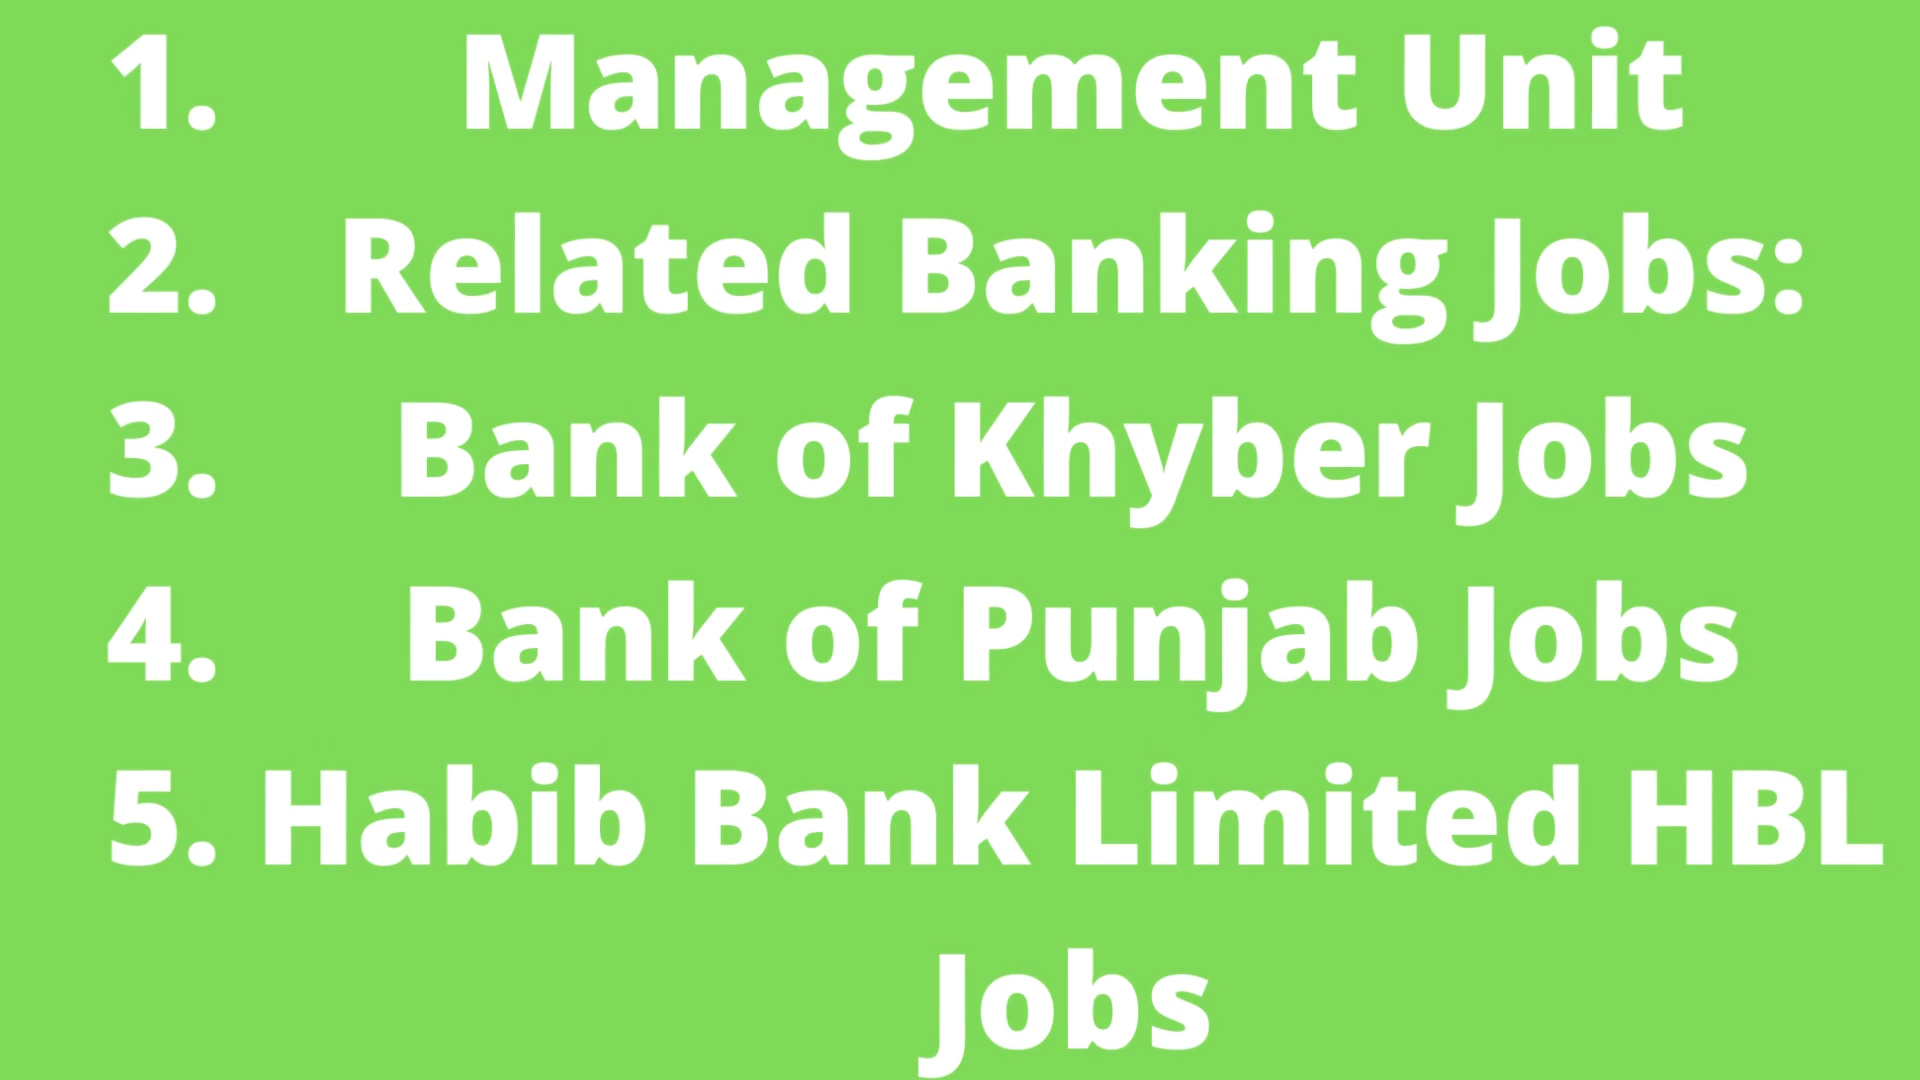 1. Management Unit
2. Related Banking Jobs:
3. Bank of Khyber Jobs
4. Bank of Punjab Jobs
5. Habib Bank Limited HBL
Jobs